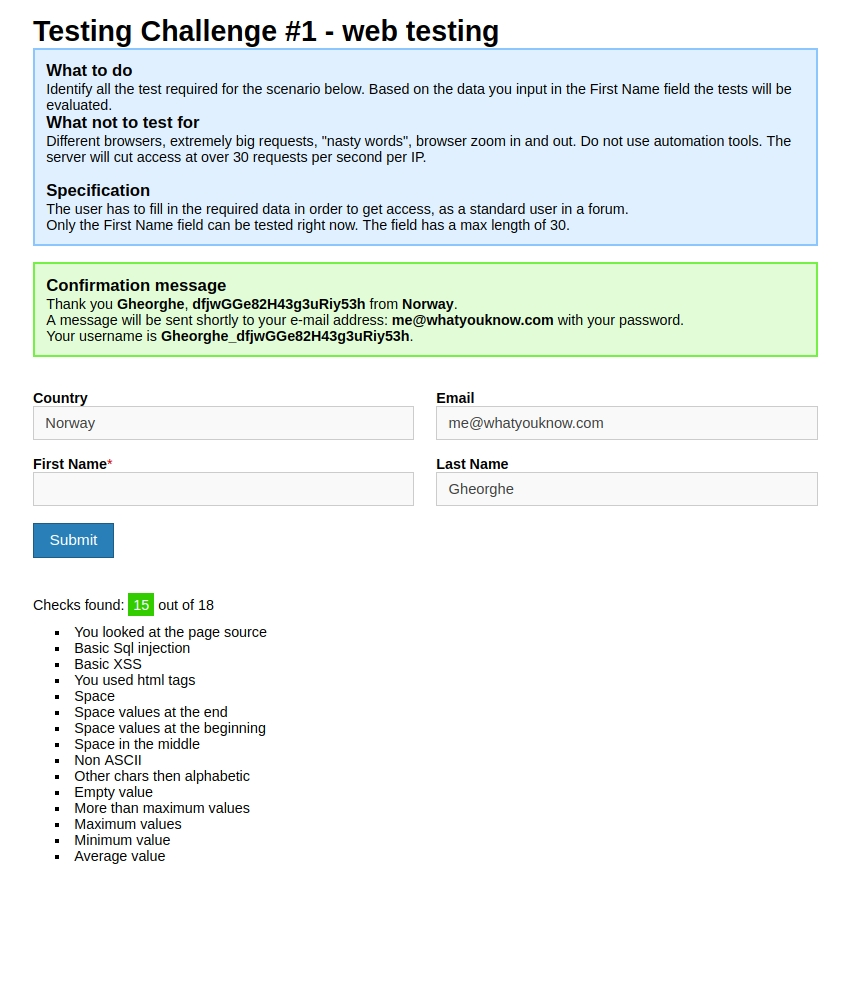 Testing Challenge #1 - web testing
What to do
Identify all the test required for the scenario below. Based on the data you input in the First Name field the tests will be
evaluated.
What not to test for
Different browsers, extremely big requests, "nasty words", browser zoom in and out. Do not use automation tools. The
server will cut access at over 30 requests per second per IP.
Specification
The user has to fill in the required data in order to get access, as a standard user in a forum.
Only the First Name field can be tested right now. The field has a max length of 30.
Confirmation message
Thank you Gheorghe, dfjwGGe82H43g3uRiy53h from Norway.
A message will be sent shortly to your e-mail address: me@whatyouknow.com with your password.
Your username is Gheorghe_dfjwGGe82H43g3uRiy53h.
Country Email
Norway me@whatyouknow.com
First Name* Last Name
Gheorghe
Submit
Checks found: 15 out of 18
You looked at the page source
Basic Sql injection
Basic XSS
You used html tags
Space
Space values at the end
Space values at the beginning
Space in the middle
Non ASCII
Other chars then alphabetic
Empty value
More than maximum values
Maximum values
Minimum value
Average value